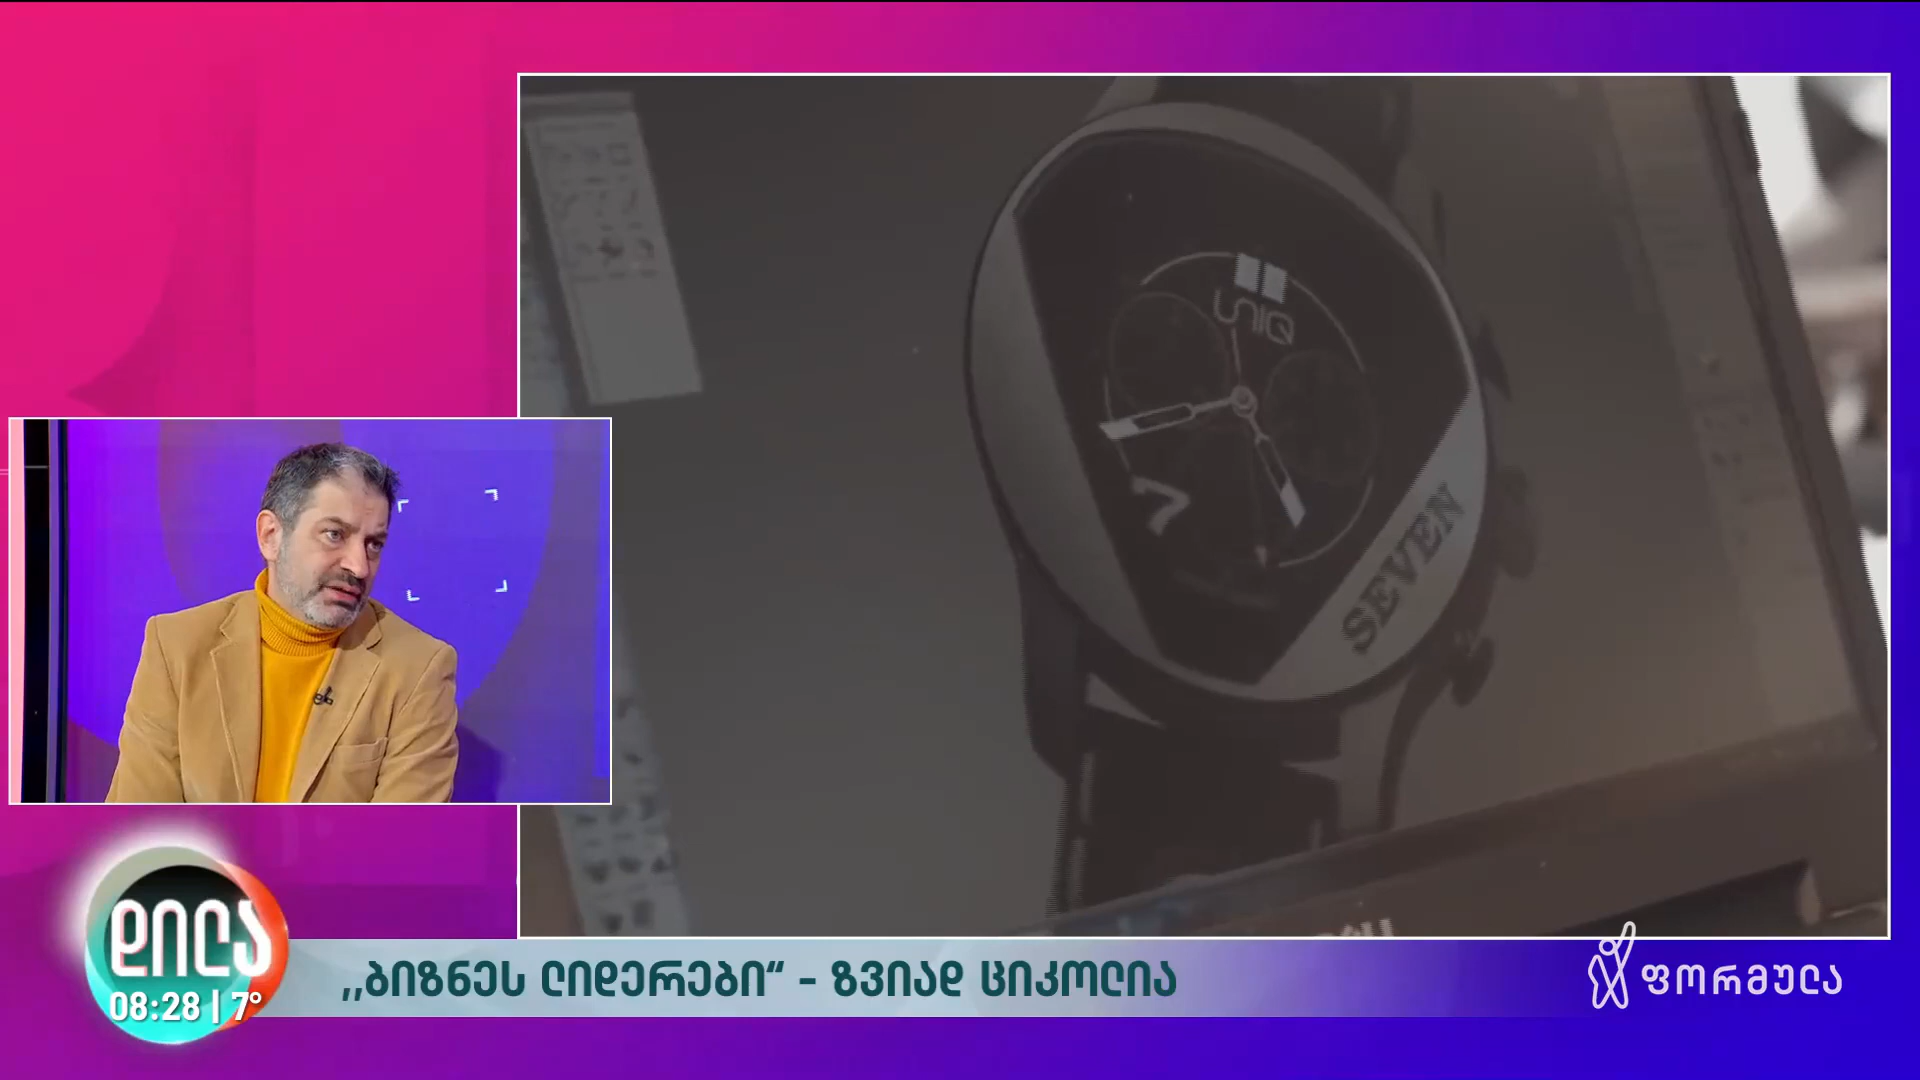 UNIQ
7
SEVEN
დილა
08:28 | 7°
,,ბიზნეს ლიდერები“ - ზვიად ციკოლია
ფორმულა